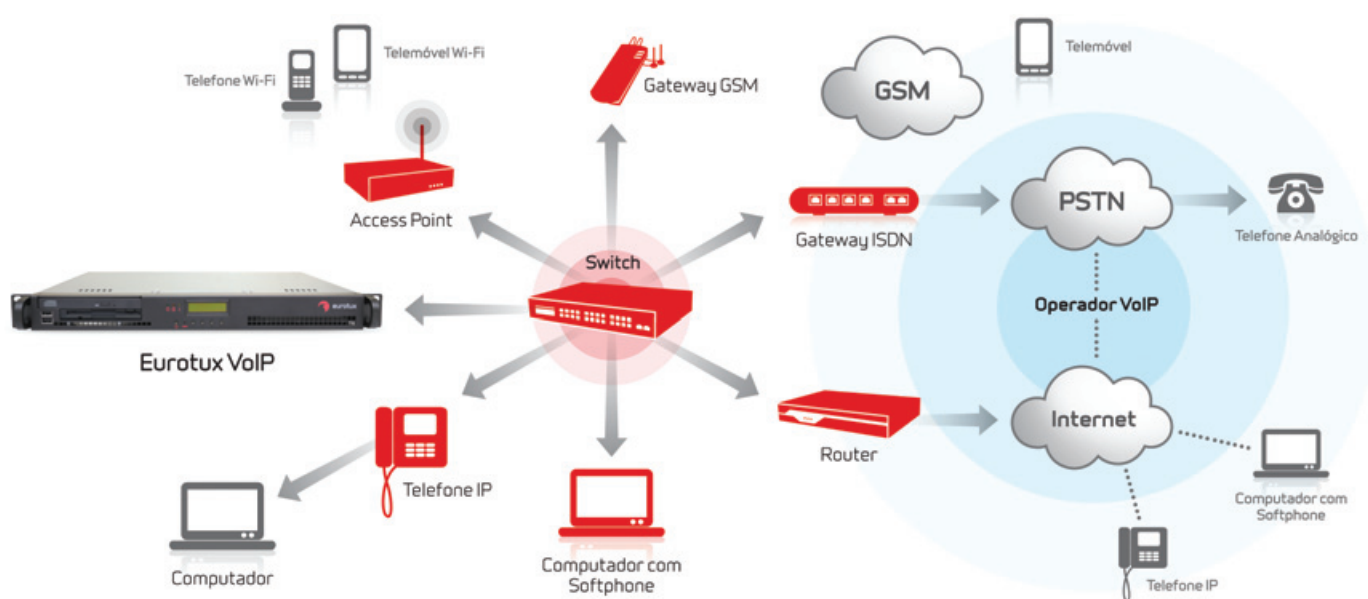 Telemóvel Wi-Fi
Telefone Wi-Fi
Gateway GSM
GSM
Telemóvel
Access Point
Gateway ISDN
PSTN
Telefone Analógico
Switch
eurotux
Eurotux VoIP
Operador VoIP
Internet
Router
Telefone IP
Computador
Computador com
Softphone
Computador com
Softphone
Telefone IP